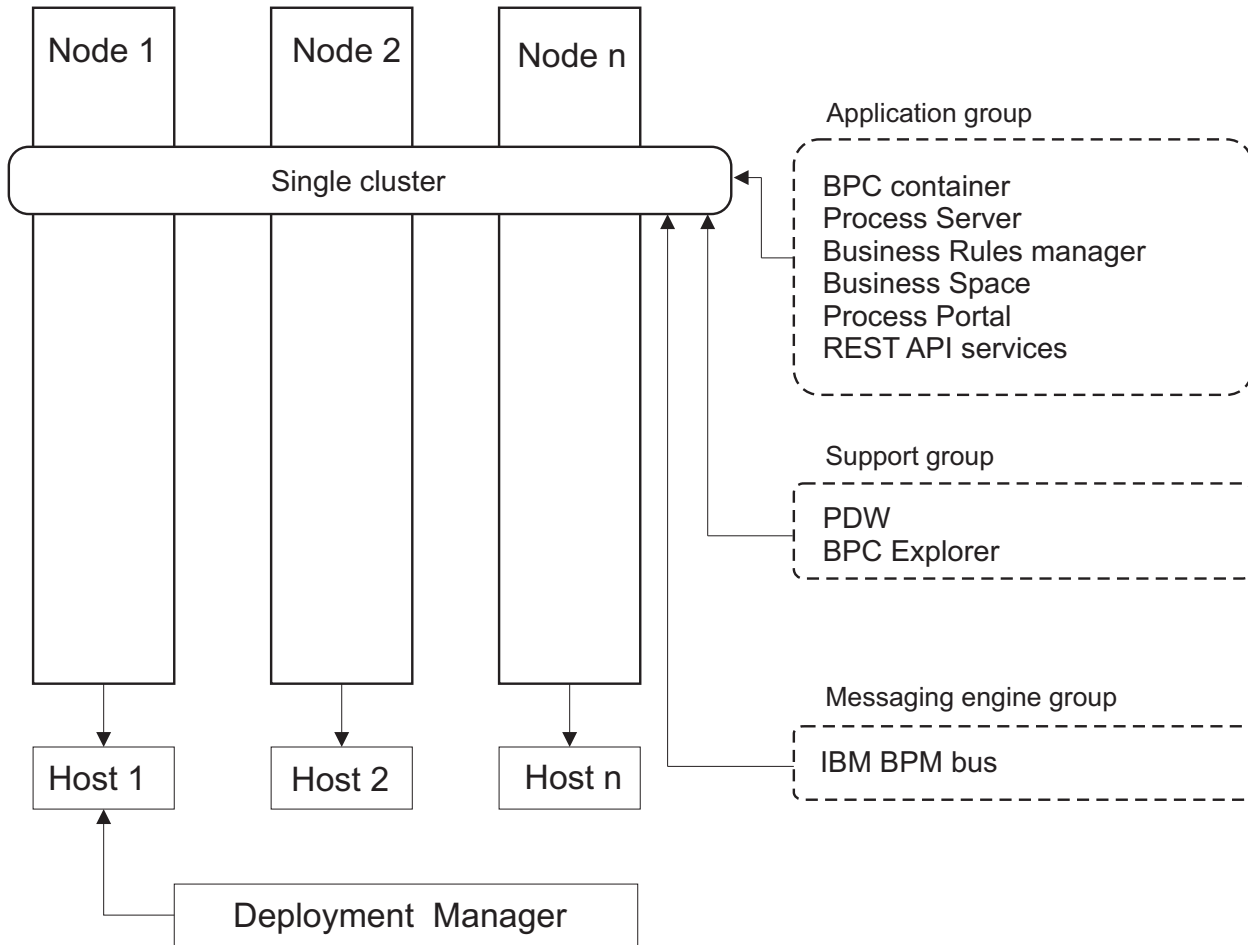 Node 1
Node 2
Node n
Application group
Single cluster
BPC container
Process Server
Business Rules manager
Business Space
Process Portal
REST API services
Support group
PDW
BPC Explorer
Messaging engine group
IBM BPM bus
Host 1
Host 2
Host n
Deployment Manager